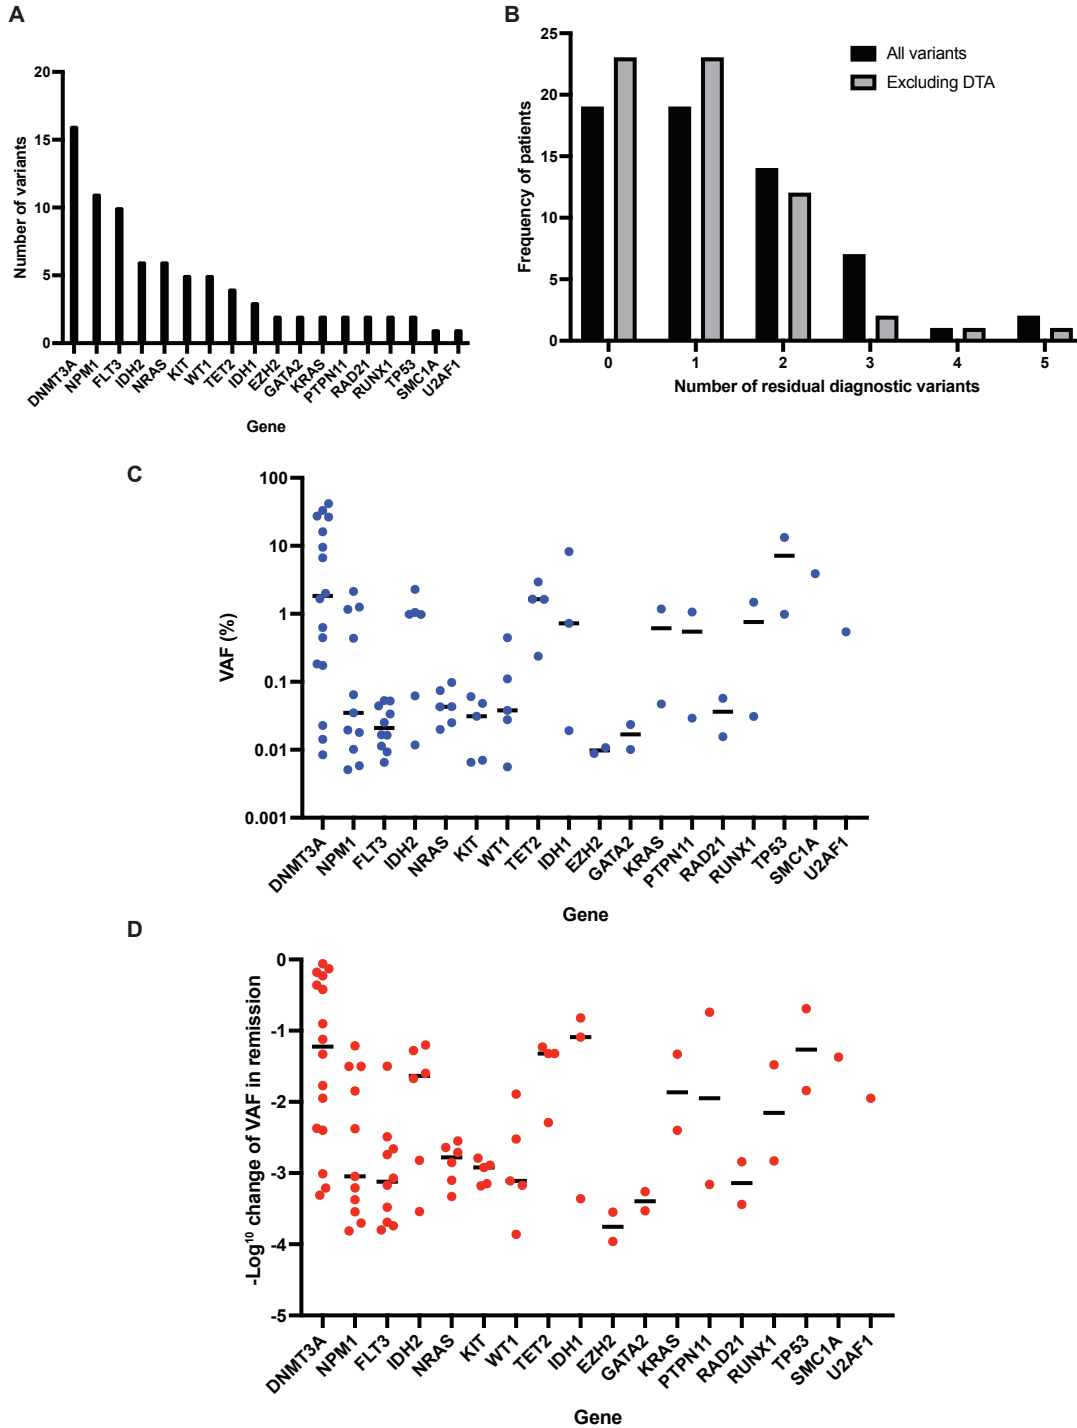 A
20
15
10
5
0
Number of variants
DNMT3A
NPM1
FLT3
IDH2
NRAS
KIT
WT1
TET2
IDH1
EZH2
GATA2
KRAS
PTPN11
RAD21
RUNX1
TP53
SMC1A
U2AF1
Gene
B
25
20
15
10
5
0
Frequency of patients
All variants
Excluding DTA
0 1 2 3 4 5
Number of residual diagnostic variants
C
100
10
1
0.1
0.01
0.001
VAF (%)
DNMT3A
NPM1
FLT3
IDH2
NRAS
KIT
WT1
TET2
IDH1
EZH2
GATA2
KRAS
PTPN11
RAD21
RUNX1
TP53
SMC1A
U2AF1
Gene
D
0
-1
-2
-3
-4
-5
-Log¹⁰ change of VAF in remission
DNMT3A
NPM1
FLT3
IDH2
NRAS
KIT
WT1
TET2
IDH1
EZH2
GATA2
KRAS
PTPN11
RAD21
RUNX1
TP53
SMC1A
U2AF1
Gene